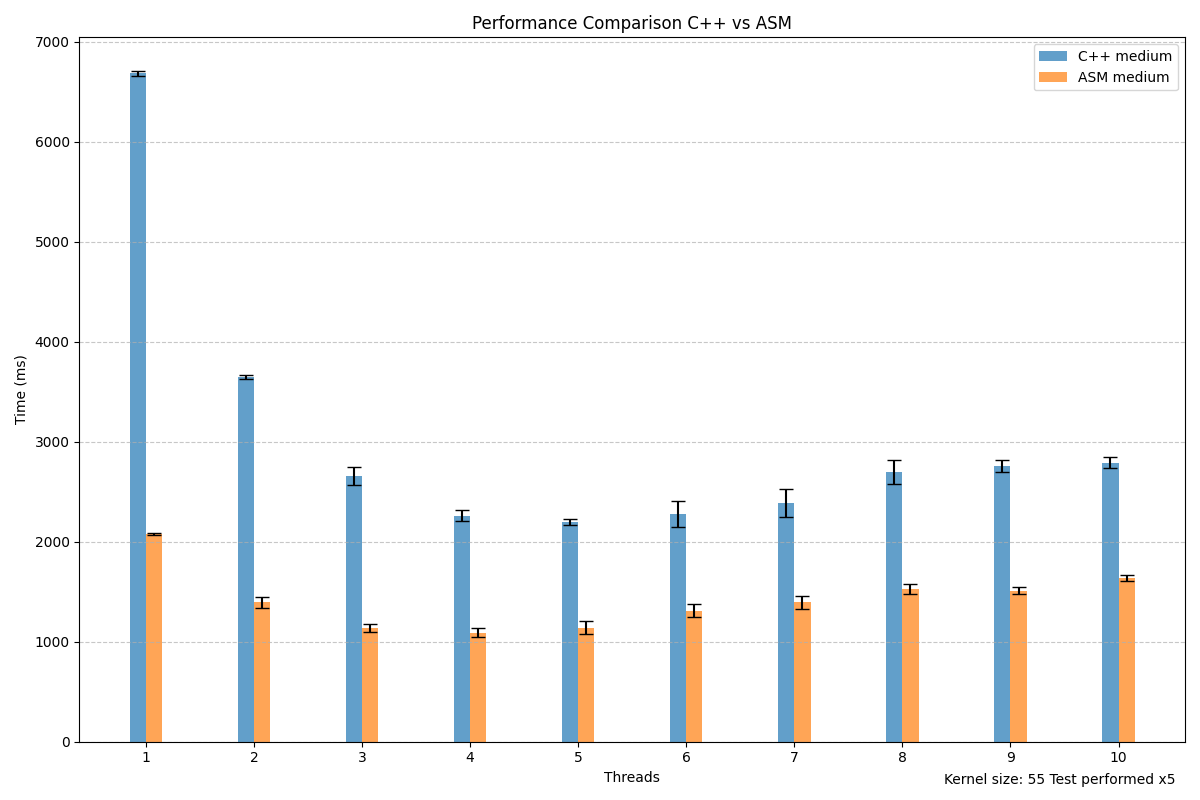 Performance Comparison C++ vs ASM
C++ medium
ASM medium
7000
6000
5000
4000
3000
2000
1000
0
Time (ms)
1 2 3 4 5 6 7 8 9 10
Threads
Kernel size: 55 Test performed x5